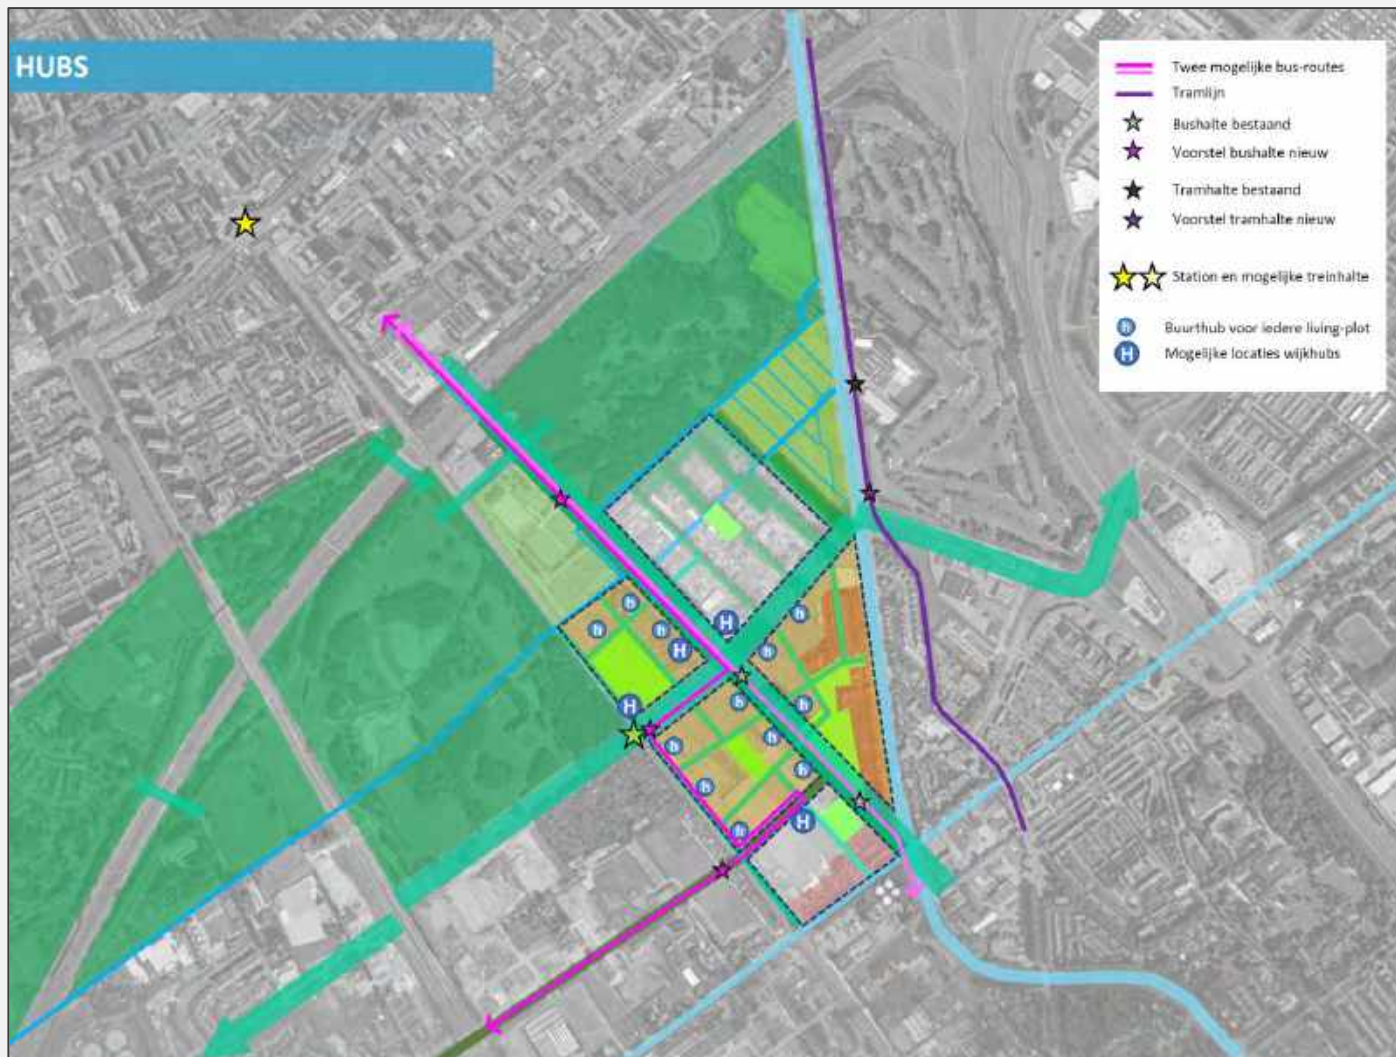 HUBS
Twee mogelijke bus-routes
Tramlijn
Bushalte bestaand
Voorstel bushalte nieuw
Tramhalte bestaand
Voorstel tramhalte nieuw
Station en mogelijke treinhalte
h Buurthub voor iedere living-plot
H Mogelijke locaties wijkhubs
h
h
h
h
H
H
h
H
h
h
h
h
h
h
H
h